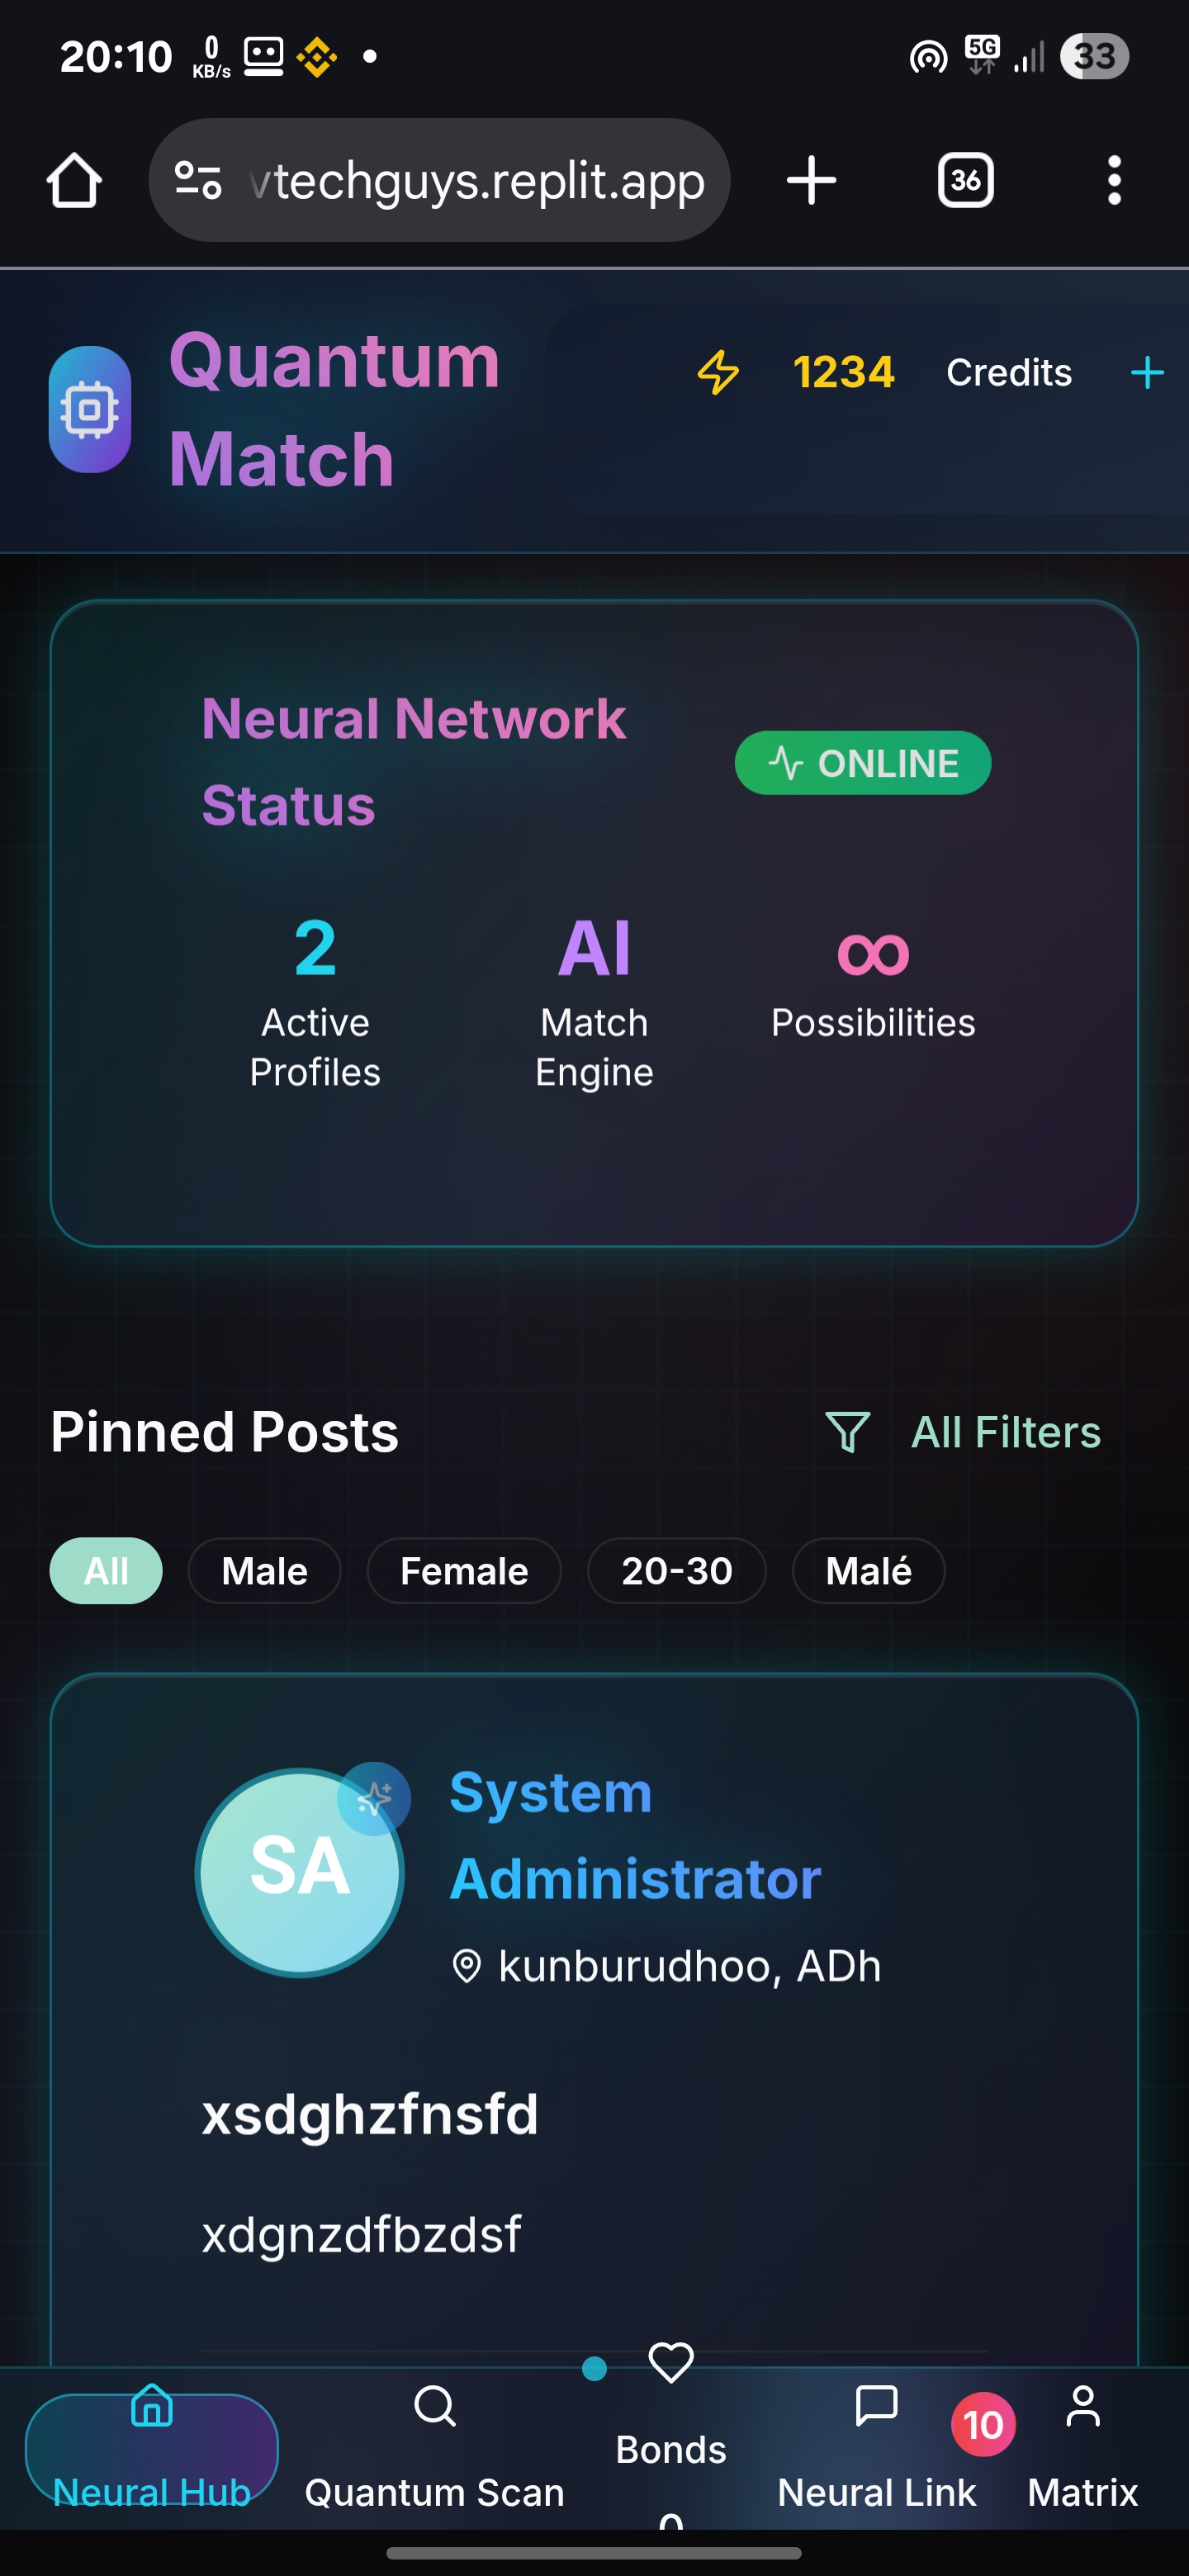 20:10 0 KB/s 5G 33
vtechguys.replit.app 36
Quantum
Match
1234 Credits
Neural Network
Status
ONLINE
2 AI ∞
Active
Profiles
Match
Engine
Possibilities
Pinned Posts All Filters
All Male Female 20-30 Malé
SA
System
Administrator
kunburudhoo, ADh
xsdghzfnsfd
xdgnzdfbzdsf
Neural Hub
Quantum Scan
Bonds
0
Neural Link
10
Matrix